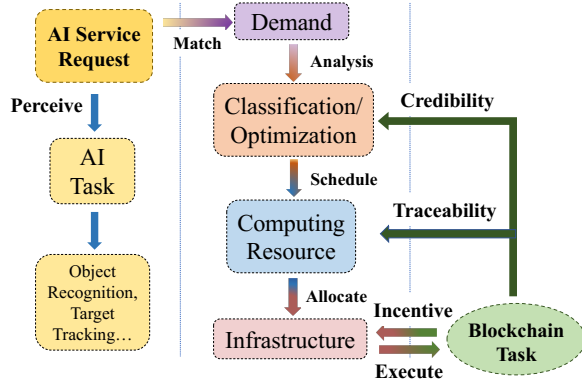 AI Service
Request
Match
Demand
Analysis
Perceive
Classification/
Optimization
Credibility
AI
Task
Schedule
Computing
Resource
Traceability
Object
Recognition,
Target
Tracking…
Allocate
Infrastructure
Incentive
Execute
Blockchain
Task